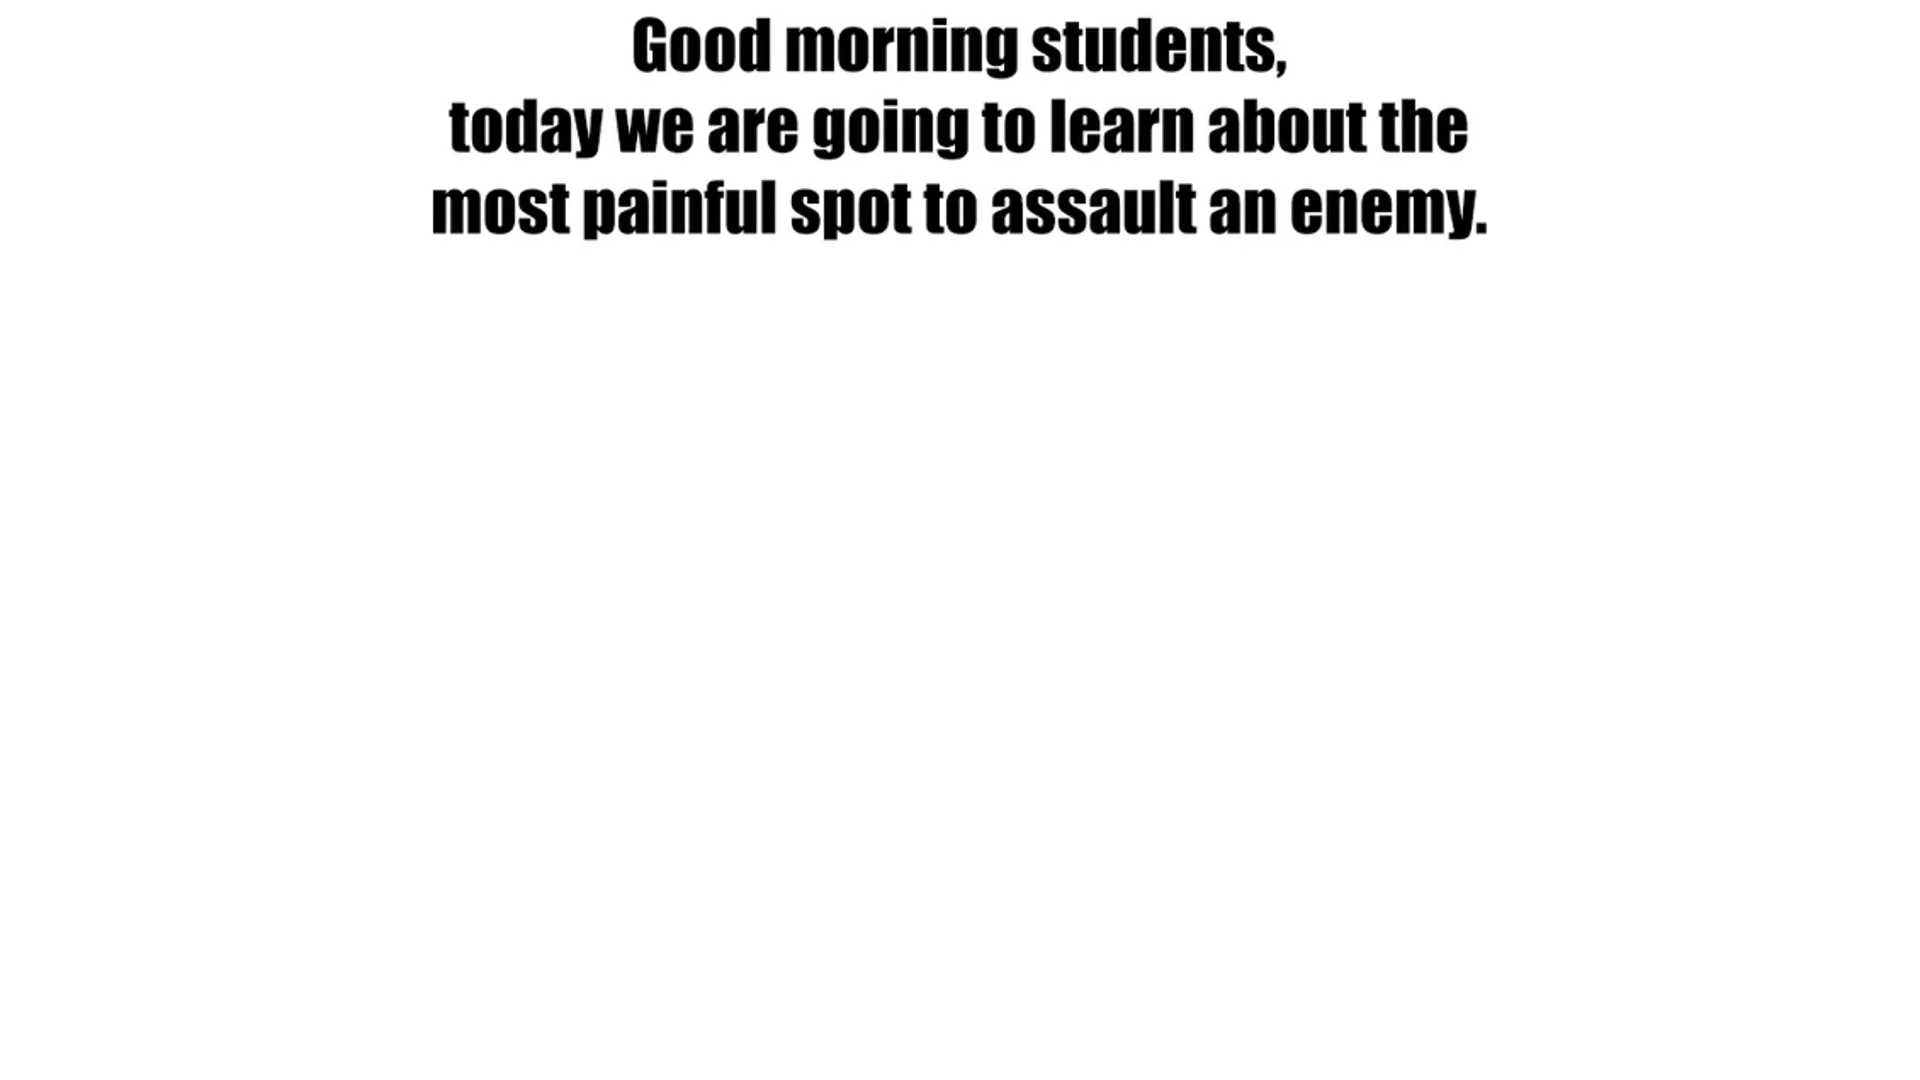 Good morning students,
today we are going to learn about the
most painful spot to assault an enemy.